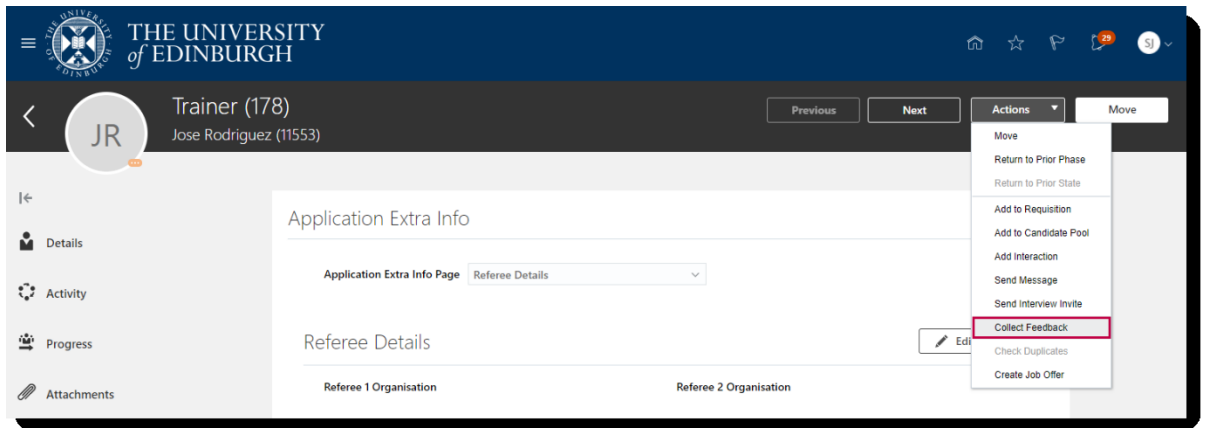 THE UNIVERSITY
of EDINBURGH
29
SJ
JR
Trainer (178)
Jose Rodriguez (11553)
Previous
Next
Actions
Move
Move
Return to Prior Phase
Return to Prior State
Add to Requisition
Add to Candidate Pool
Add Interaction
Send Message
Send Interview Invite
Collect Feedback
Check Duplicates
Create Job Offer
Details
Activity
Progress
Attachments
Application Extra Info
Application Extra Info Page Referee Details
Referee Details
Edi
Referee 1 Organisation
Referee 2 Organisation